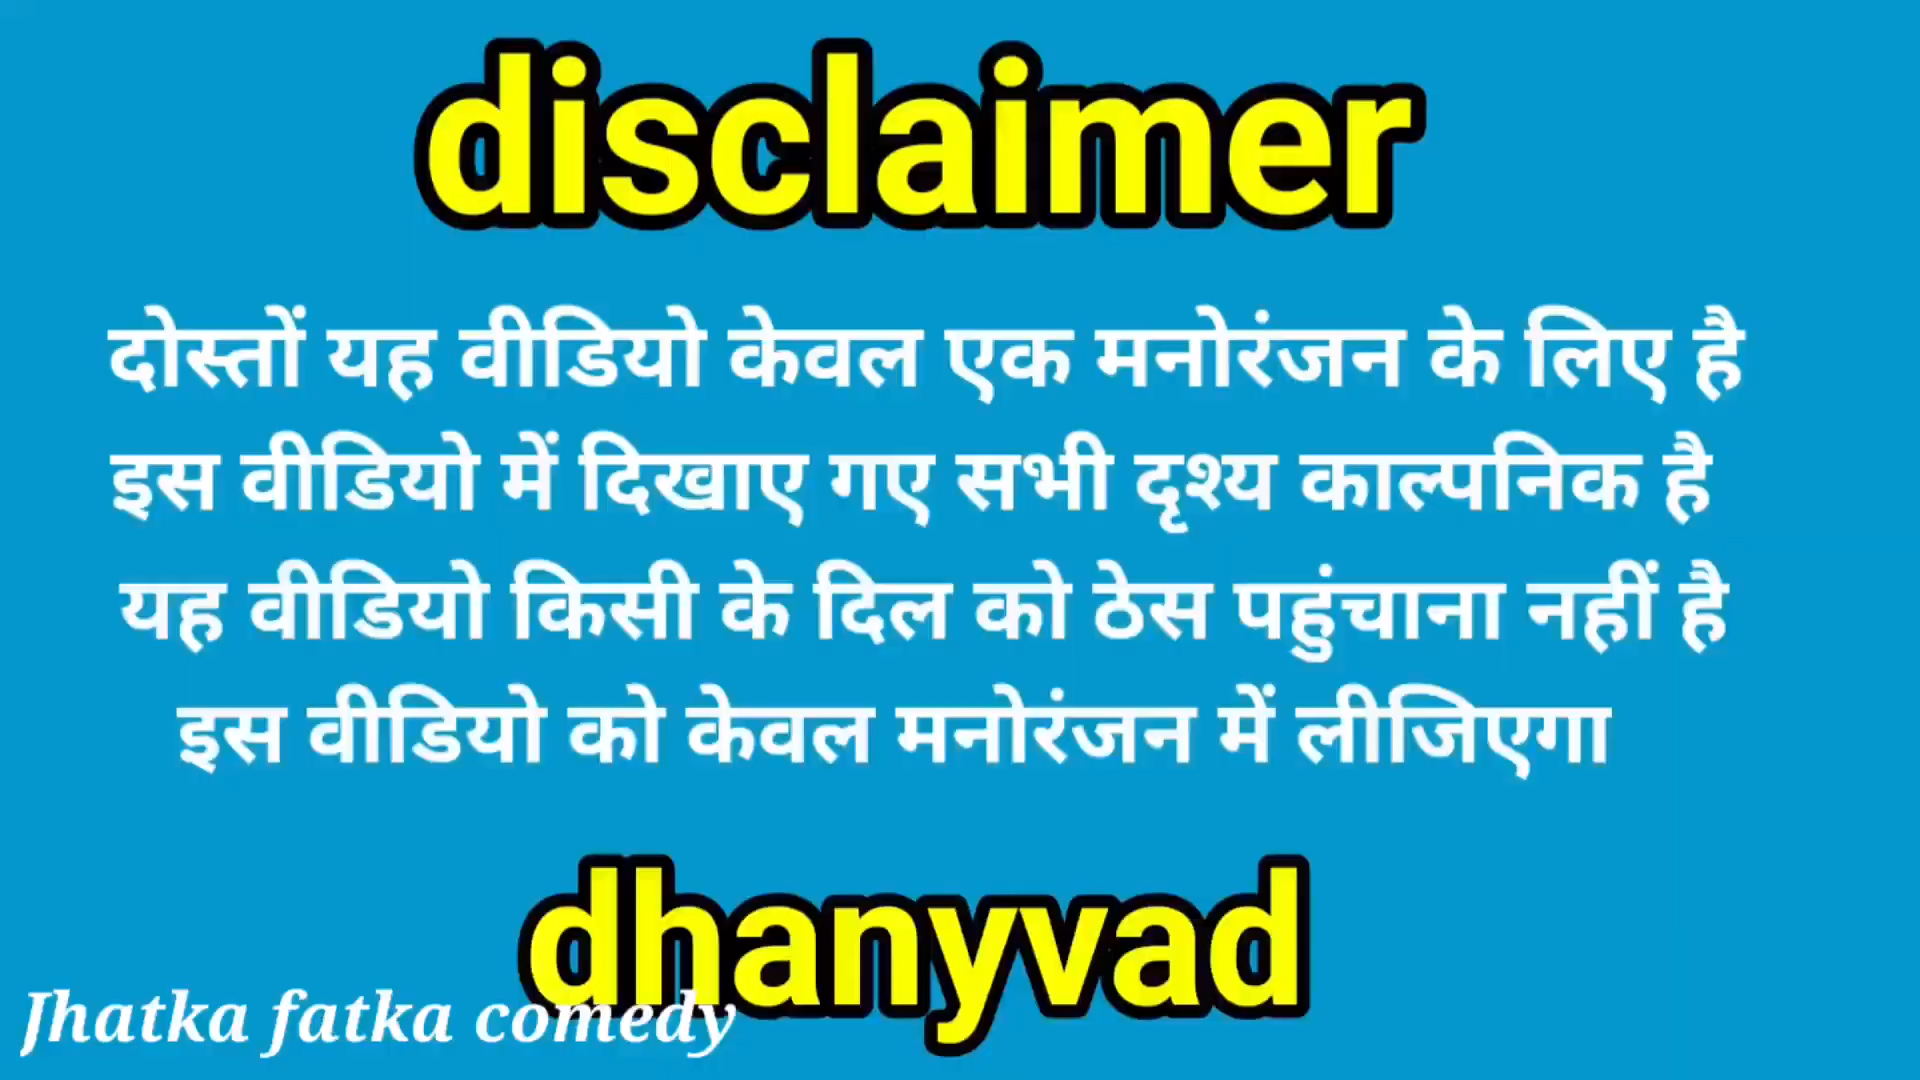 disclaimer
दोस्तों यह वीडियो केवल एक मनोरंजन के लिए है
इस वीडियो में दिखाए गए सभी दृश्य काल्पनिक है
यह वीडियो किसी के दिल को ठेस पहुंचाना नहीं है
इस वीडियो को केवल मनोरंजन में लीजिएगा
dhanyvad
Jhatka fatka comedy